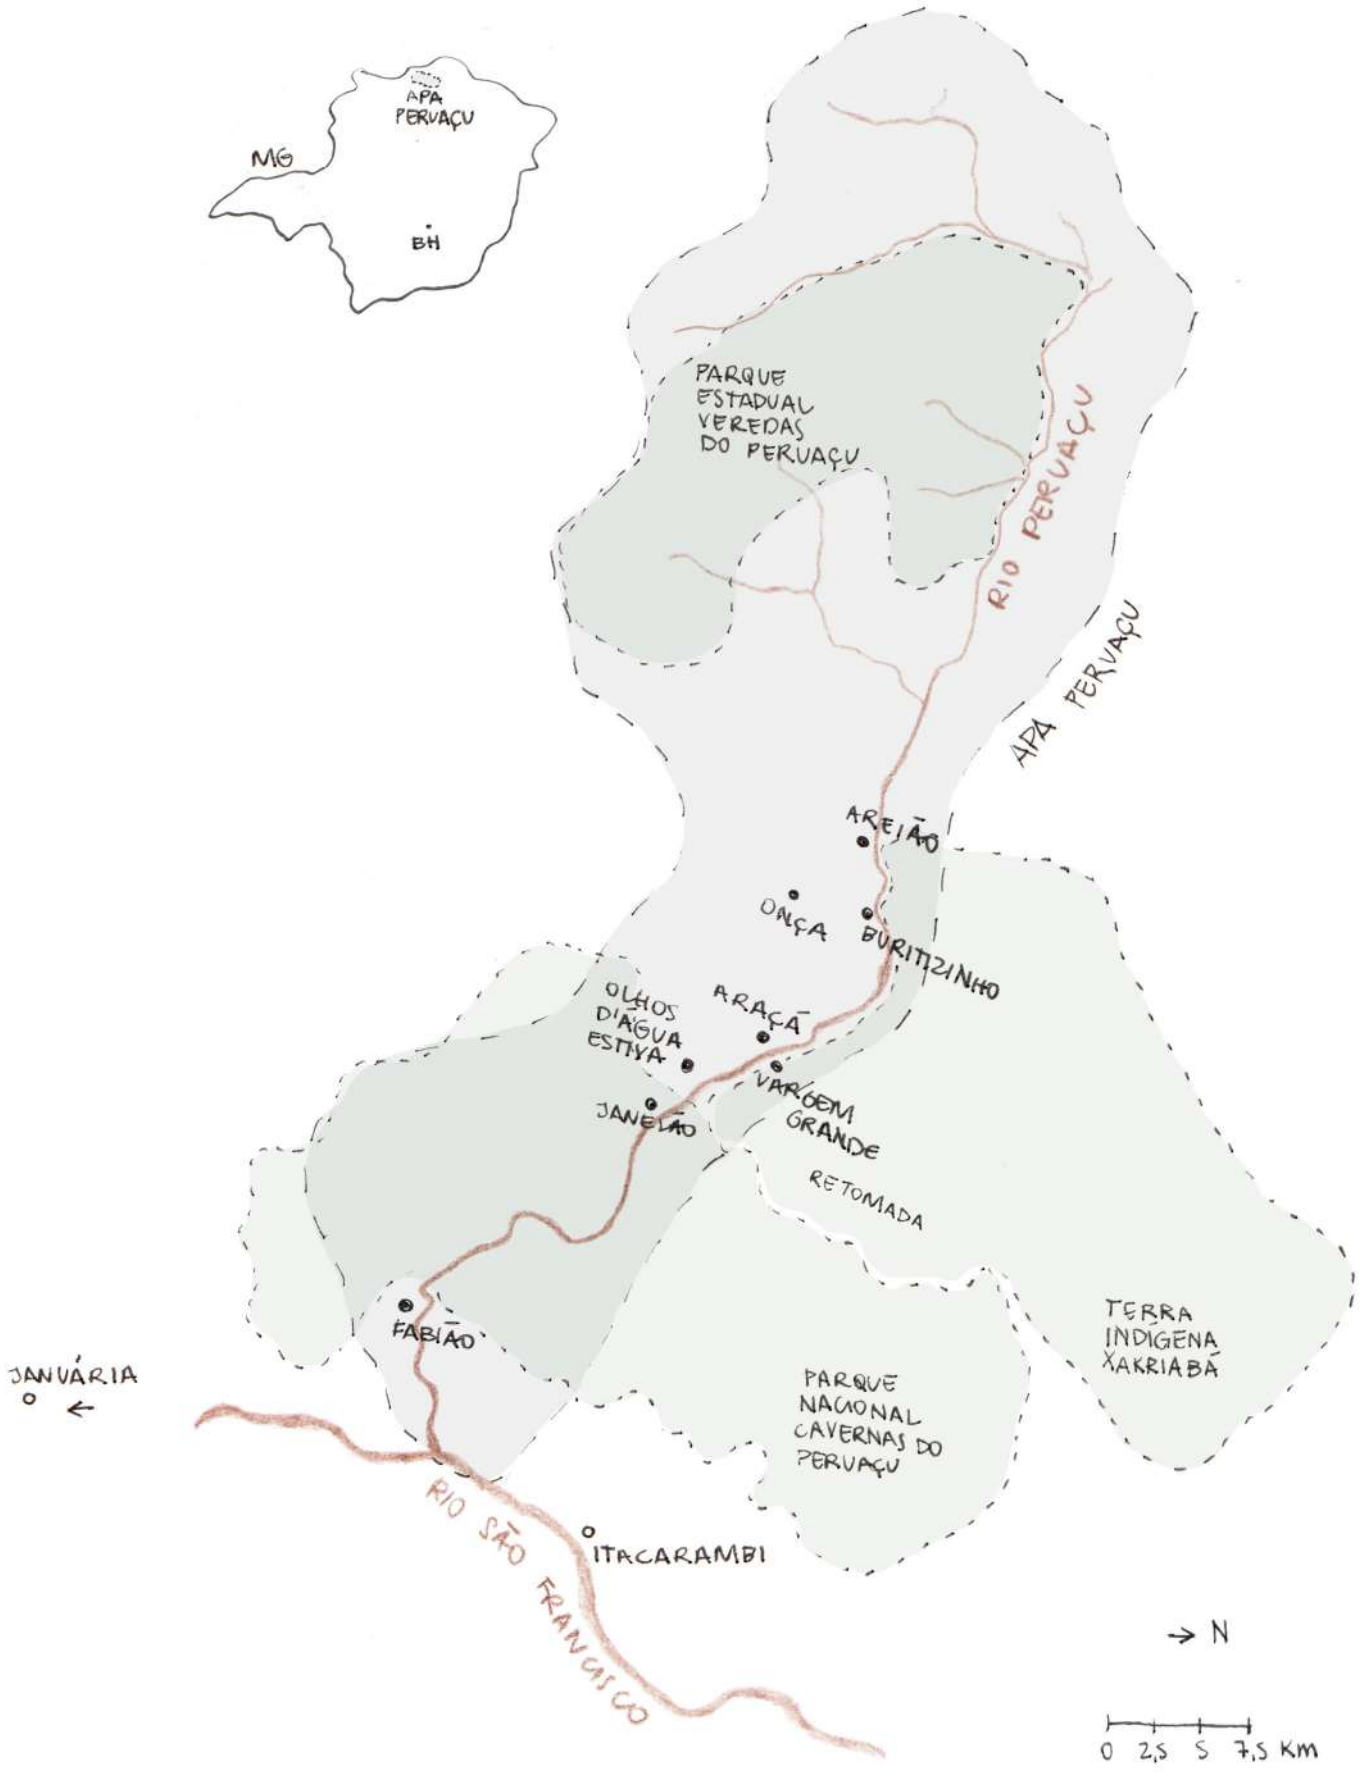 APA
PERUAÇU
MG
BH
PARQUE
ESTADUAL
VEREDAS
DO PERUAÇU
RIO PERUAÇU
APA PERUAÇU
AREIÃO
ONÇA
BURITIZINHO
OLHOS
D'ÁGUA
ESTIVA
ARAÇÁ
VARGEM
GRANDE
JANELÃO
RETOMADA
FABIÃO
TERRA
INDÍGENA
XAKRIABÁ
JANUÁRIA
←
PARQUE
NACIONAL
CAVERNAS DO
PERUAÇU
RIO SÃO FRANCISCO
ITACARAMBI
→ N
0 2,5 5 7,5 Km